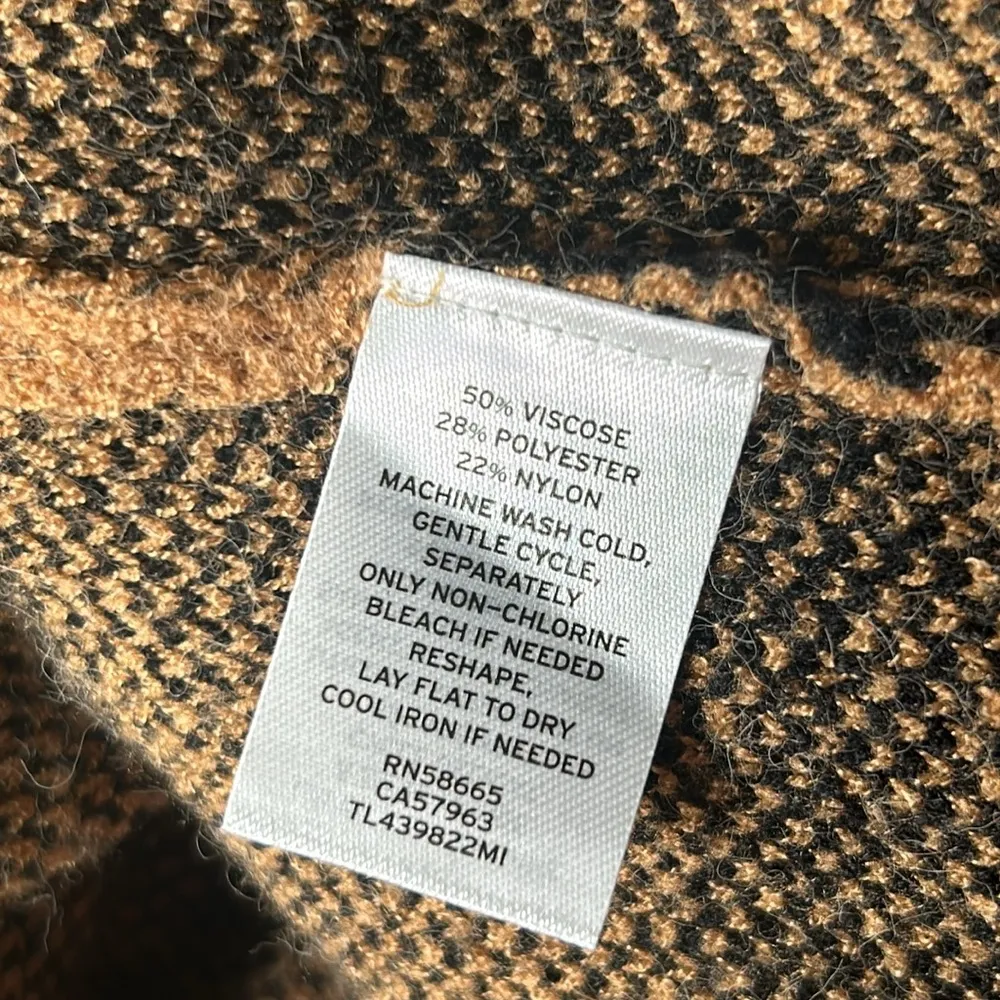 50% VISCOSE
28% POLYESTER
22% NYLON
MACHINE WASH COLD,
GENTLE CYCLE,
SEPARATELY
ONLY NON-CHLORINE
BLEACH IF NEEDED
RESHAPE,
LAY FLAT TO DRY
COOL IRON IF NEEDED
RN58665
CA57963
TL439822MI